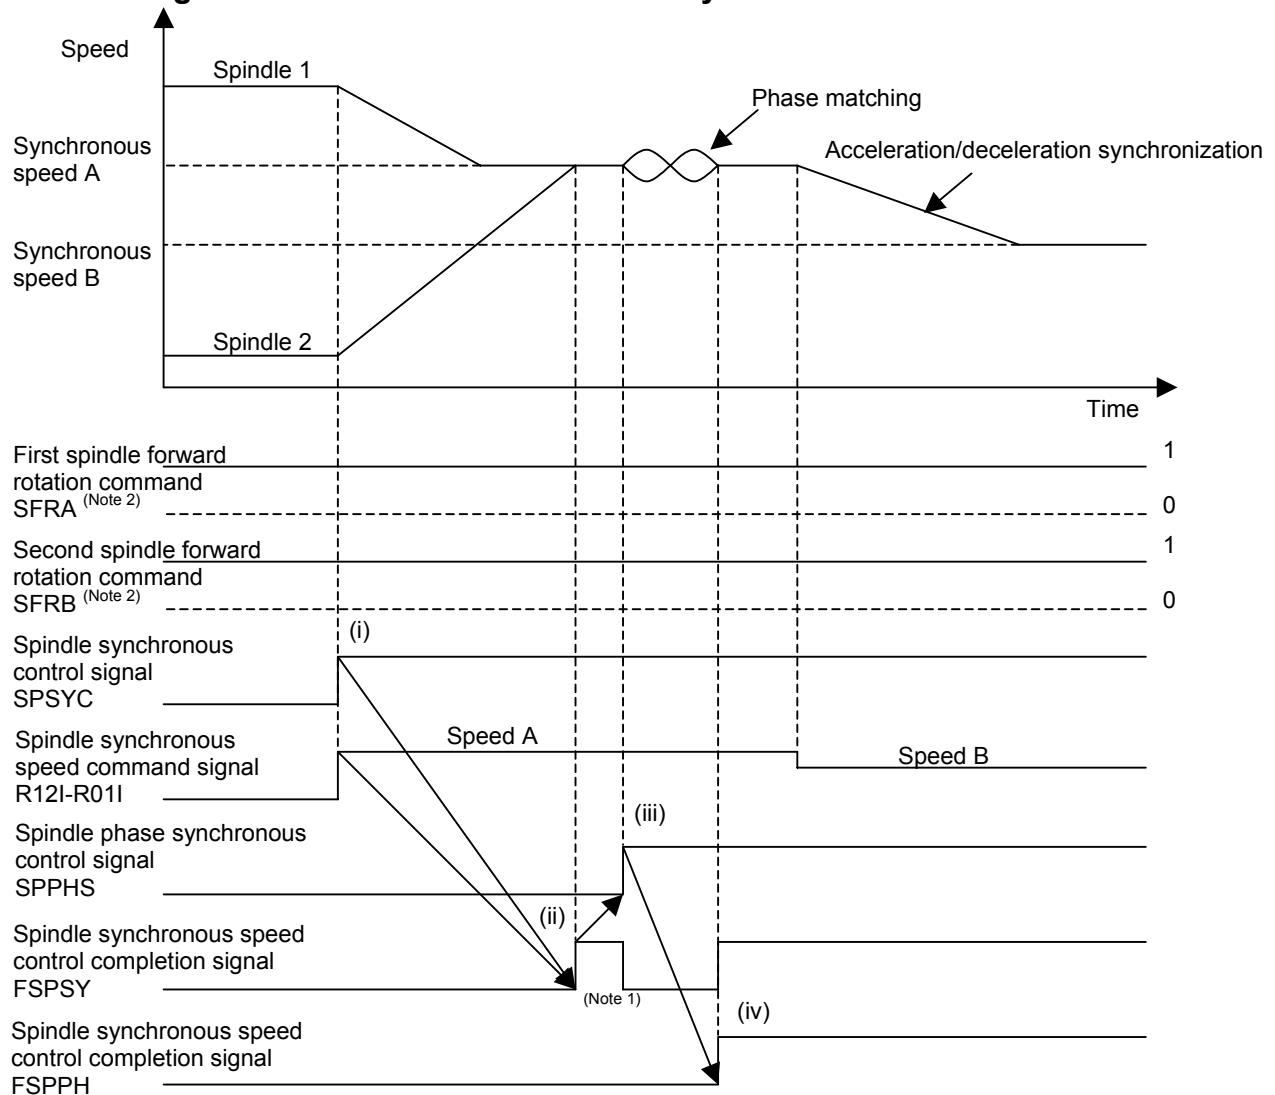 Speed
Spindle 1
Phase matching
Synchronous
speed A
Acceleration/deceleration synchronization
Synchronous
speed B
Spindle 2
Time
First spindle forward
rotation command
SFRA (Note 2)
1
0
Second spindle forward
rotation command
SFRB (Note 2)
1
0
(i)
Spindle synchronous
control signal
SPSYC
Spindle synchronous
speed command signal
R12I-R01I
Speed A
Speed B
(iii)
Spindle phase synchronous
control signal
SPPHS
(ii)
Spindle synchronous speed
control completion signal
FSPSY
(Note 1)
(iv)
Spindle synchronous speed
control completion signal
FSPPH